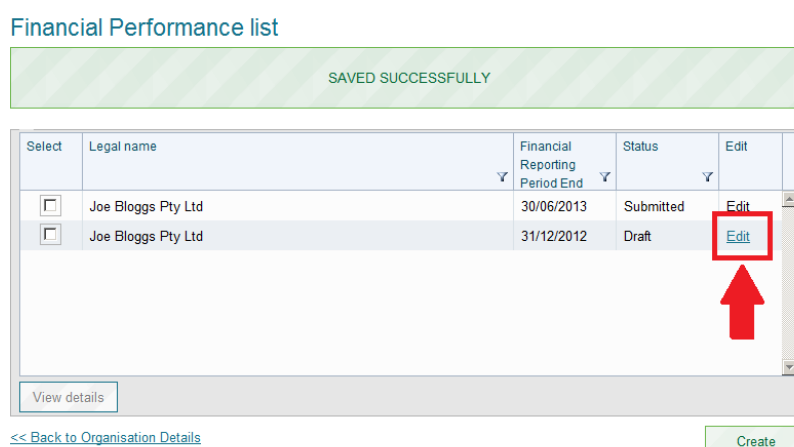 Financial Performance list
SAVED SUCCESSFULLY
Select Legal name Financial Reporting Period End Status Edit
Joe Bloggs Pty Ltd 30/06/2013 Submitted Edit
Joe Bloggs Pty Ltd 31/12/2012 Draft Edit
View details
<< Back to Organisation Details Create